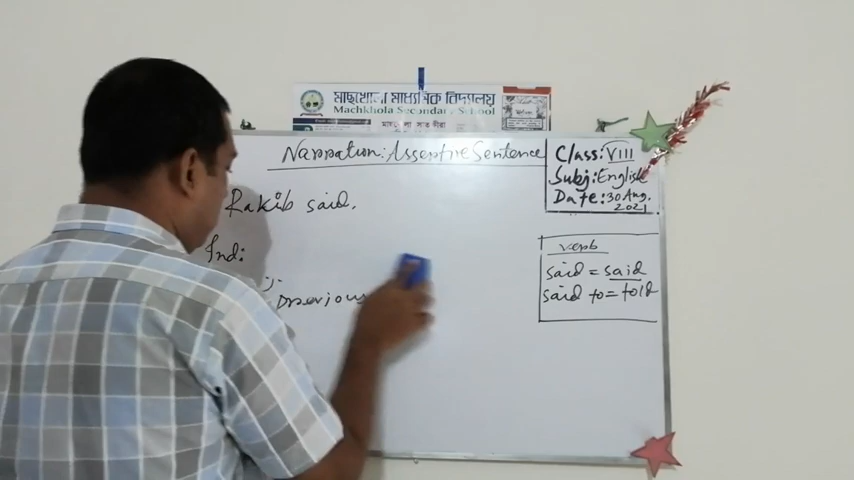 মাছখোলা মাধ্যমিক বিদ্যালয়
Machkhola Secondary School
Narration: Assertive Sentence
Class: VIII
Subj: English
Date: 30 Aug. 2021
Rakib said,
Ind:
previous
verb
said = said
said to = told